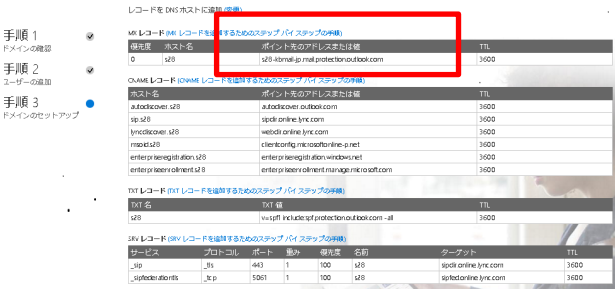 レコードを DNS ホストに追加 (変換)
手順 1
ドメインの確認
手順 2
ユーザーの追加
手順 3
ドメインのセットアップ
MX レコード (MX レコードを追加するためのステップ バイ ステップの手順)
優先度 ホスト名 ポイント先のアドレスまたは値 TTL
0 s28 s28-kbmail-jp.mail.protection.outlook.com 3600
CNAME レコード (CNAME レコードを追加するためのステップ バイ ステップの手順)
ホスト名 ポイント先のアドレスまたは値 TTL
autodiscover.s28 autodiscover.outlook.com 3600
sip.s28 sipdir.online.lync.com 3600
lyncdiscover.s28 webdir.online.lync.com 3600
msoid.s28 clientconfig.microsoftonline-p.net 3600
enterpriseregistration.s28 enterpriseregistration.windows.net 3600
enterpriseenrollment.s28 enterpriseenrollment.manage.microsoft.com 3600
TXT レコード (TXT レコードを追加するためのステップ バイ ステップの手順)
TXT 名 TXT 値 TTL
s28 v=spf1 include:spf.protection.outlook.com -all 3600
SRV レコード (SRV レコードを追加するためのステップ バイ ステップの手順)
サービス プロトコル ポート 重み 優先度 名前 ターゲット TTL
_sip _tls 443 1 100 s28 sipdir.online.lync.com 3600
_sipfederationtls _tcp 5061 1 100 s28 sipfed.online.lync.com 3600